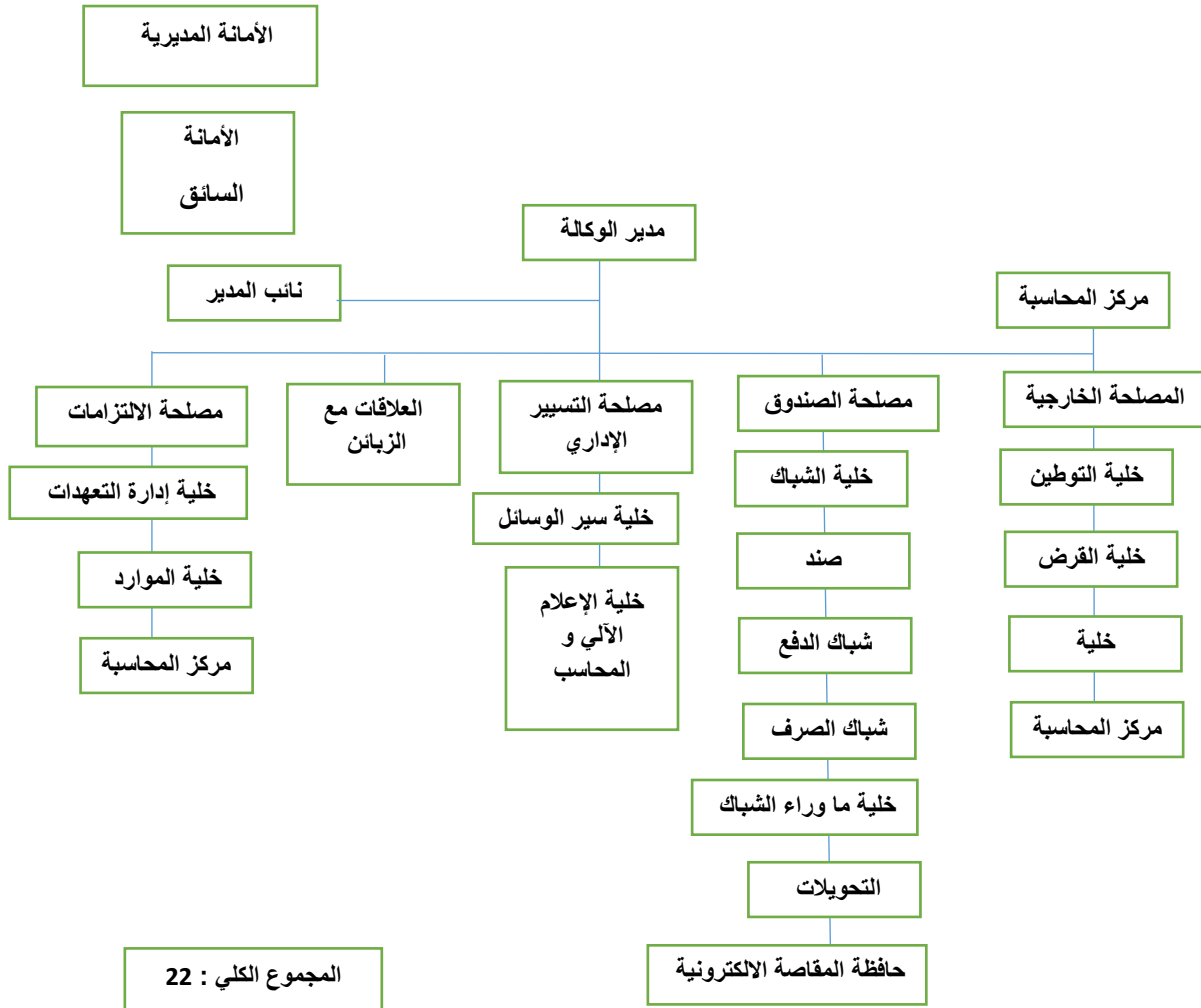 الأمانة المديرية
الأمانة
السائق
مدير الوكالة
نائب المدير
مركز المحاسبة
المصلحة الخارجية
مصلحة الصندوق
مصلحة التسيير
الإداري
العلاقات مع
الزبائن
مصلحة الالتزامات
خلية التوطين
خلية الشباك
خلية سير الوسائل
خلية إدارة التعهدات
خلية القرض
صند
خلية الإعلام
الآلي و
المحاسب
خلية الموارد
خلية
شباك الدفع
مركز المحاسبة
مركز المحاسبة
شباك الصرف
خلية ما وراء الشباك
التحويلات
حافظة المقاصة الالكترونية
المجموع الكلي : 22